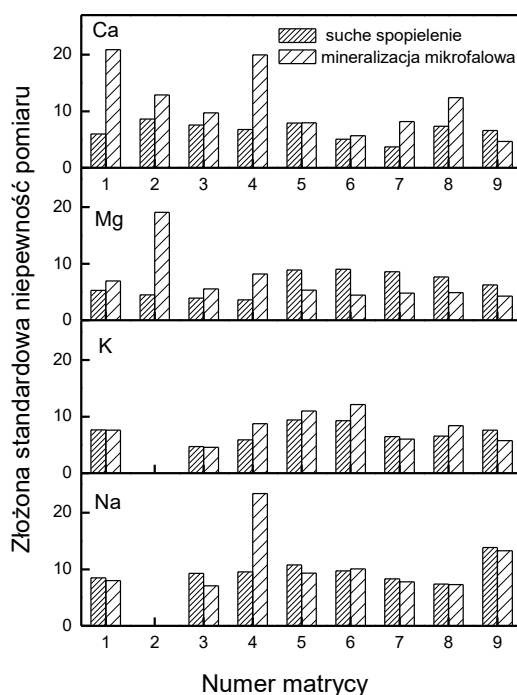 Złożona standardowa niepewność pomiaru
Ca
suche spopielenie
mineralizacja mikrofalowa
20
10
0
1 2 3 4 5 6 7 8 9
Mg
20
10
0
K
20
10
0
Na
20
10
0
1 2 3 4 5 6 7 8 9
Numer matrycy